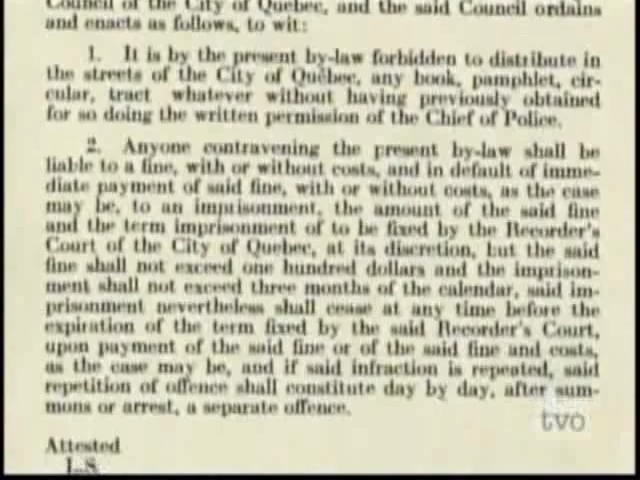 Council of the City of Quebec, and the said Council ordains
and enacts as follows, to wit:
1. It is by the present by-law forbidden to distribute in
the streets of the City of Québec, any book, pamphlet, cir-
cular, tract whatever without having previously obtained
for so doing the written permission of the Chief of Police.
2. Anyone contravening the present by-law shall be
liable to a fine, with or without costs, and in default of imme-
diate payment of said fine, with or without costs, as the case
may be, to an imprisonment, the amount of the said fine
and the term imprisonment of to be fixed by the Recorder's
Court of the City of Quebec, at its discretion, but the said
fine shall not exceed one hundred dollars and the imprison-
ment shall not exceed three months of the calendar, said im-
prisonment nevertheless shall cease at any time before the
expiration of the term fixed by the said Recorder's Court,
upon payment of the said fine or of the said fine and costs,
as the case may be, and if said infraction is repeated, said
repetition of offence shall constitute day by day, after sum-
mons or arrest, a separate offence.
tvo
Attested
L.S.